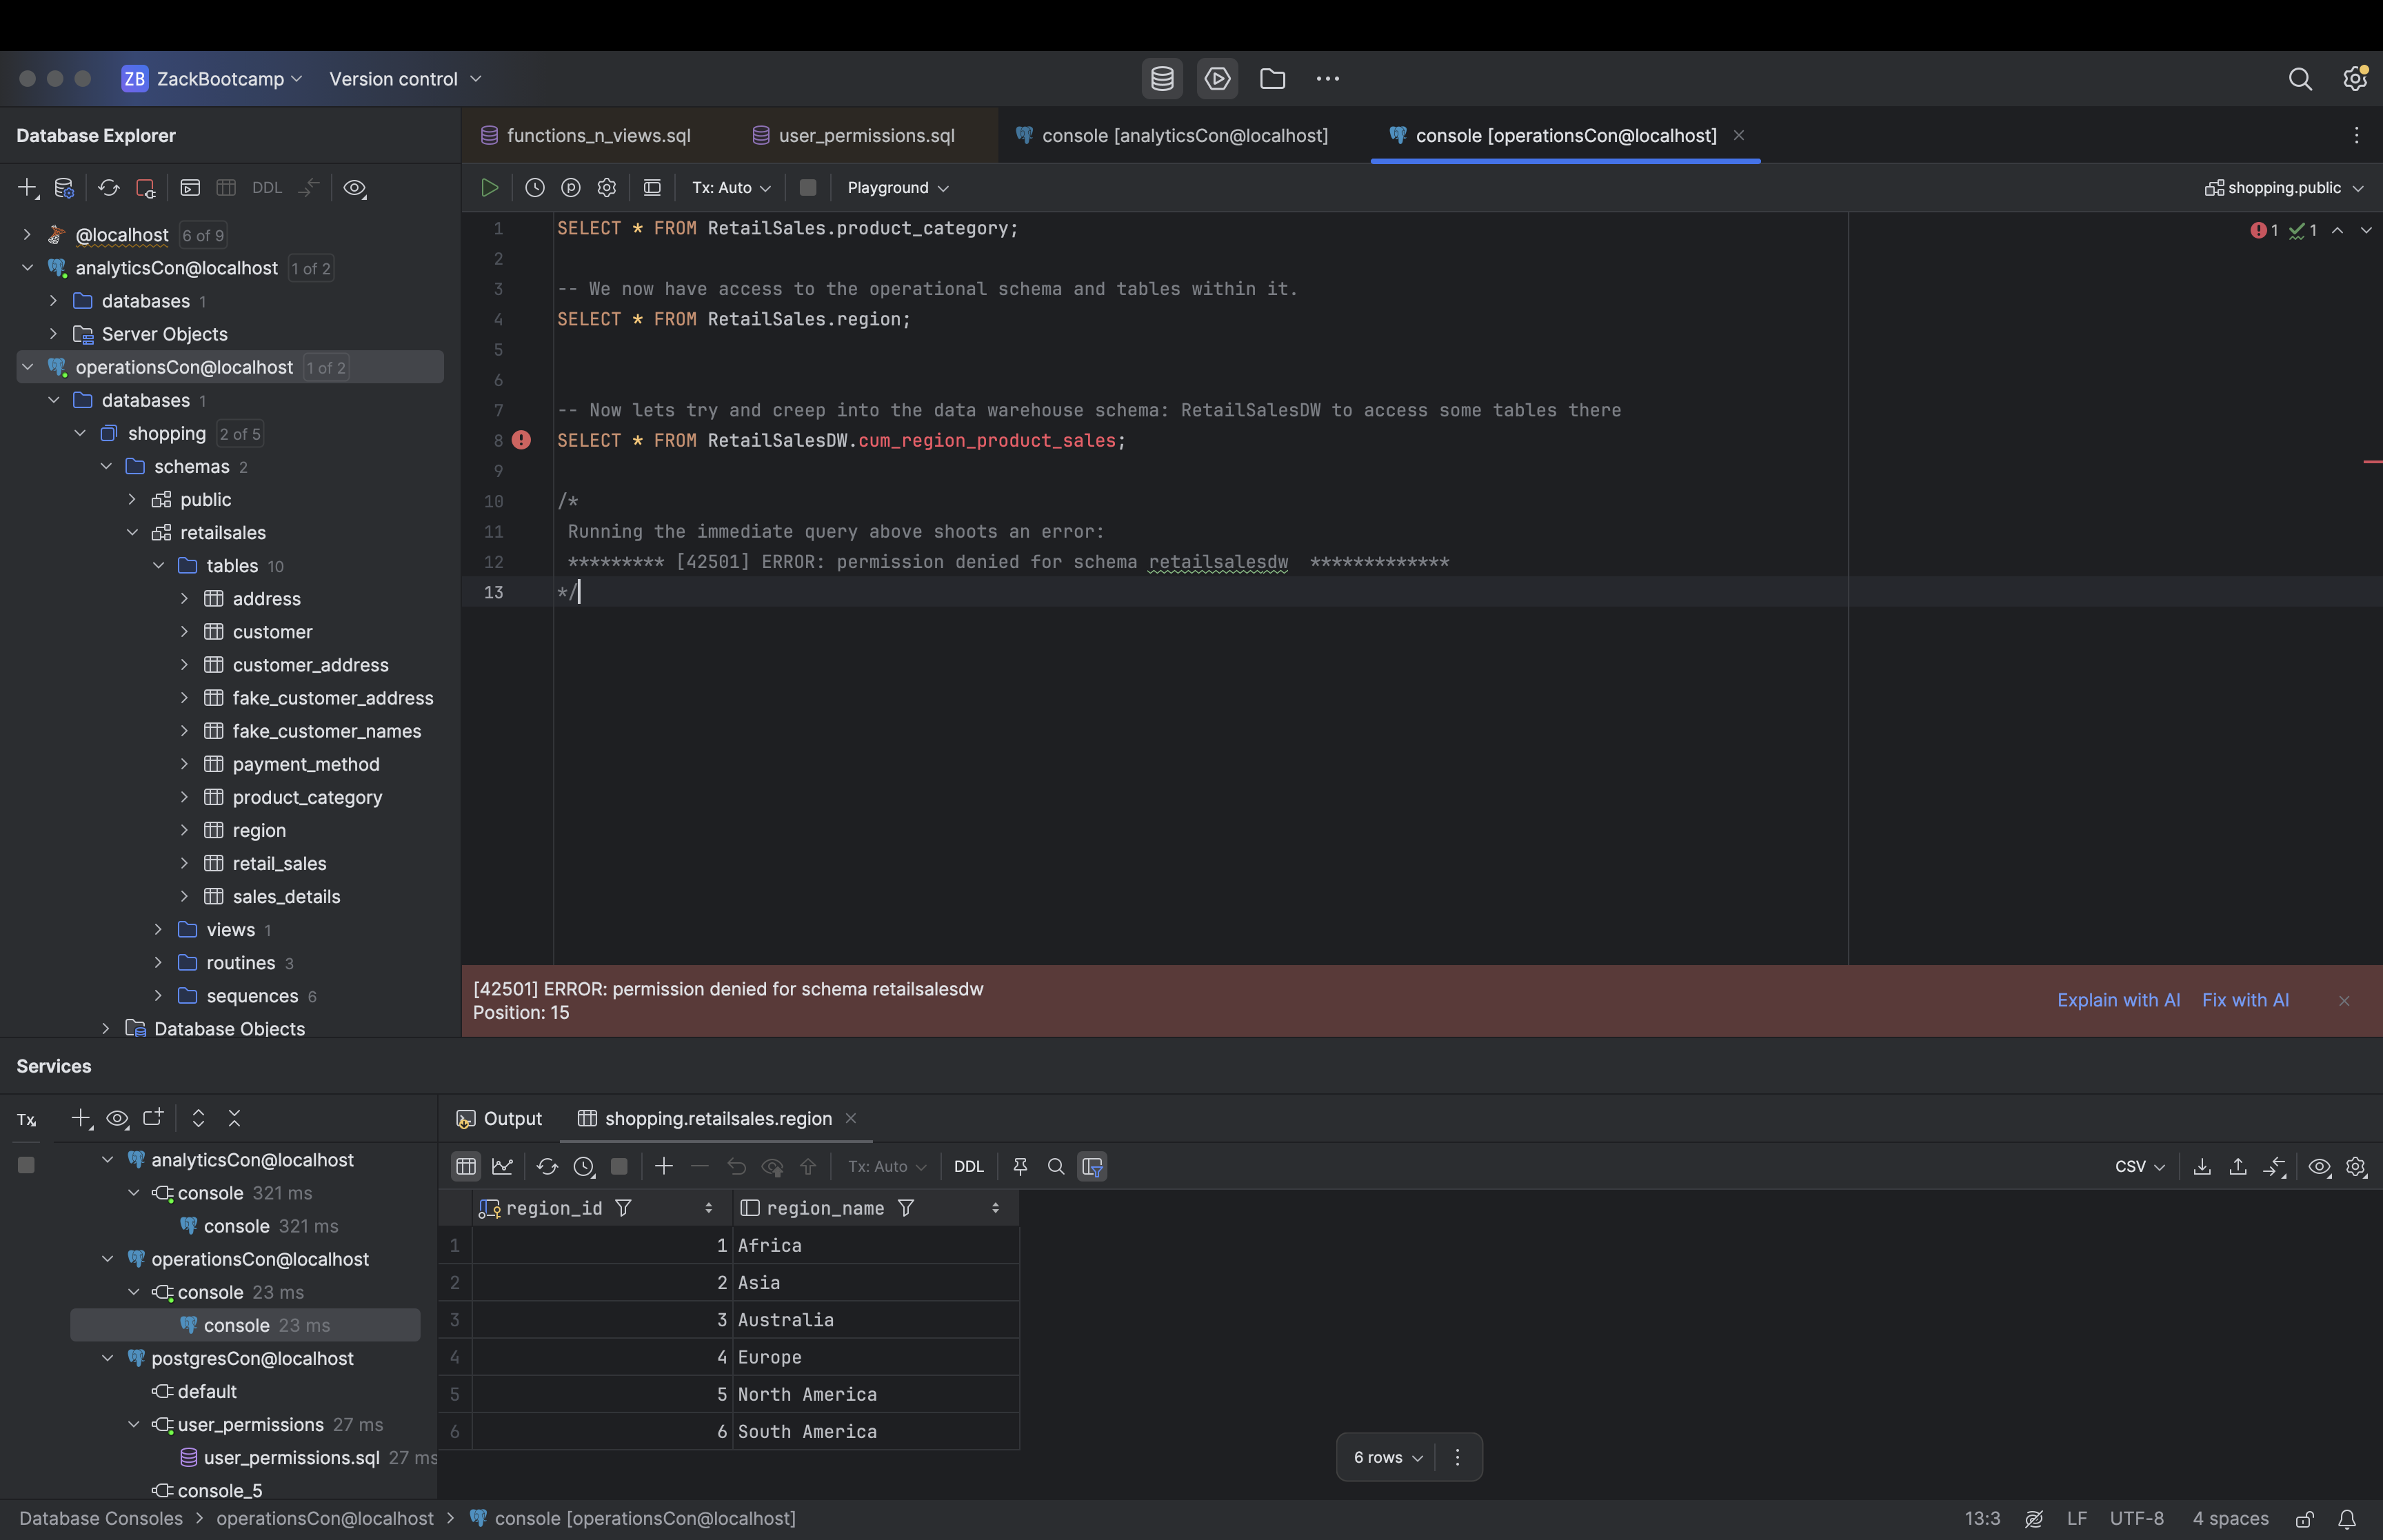 ZB ZackBootcamp Version control
Database Explorer
functions_n_views.sql user_permissions.sql console [analyticsCon@localhost] console [operationsCon@localhost]
DDL
Tx: Auto Playground shopping.public
@localhost 6 of 9
analyticsCon@localhost 1 of 2
databases 1
Server Objects
operationsCon@localhost 1 of 2
databases 1
shopping 2 of 5
schemas 2
public
retailsales
tables 10
address
customer
customer_address
fake_customer_address
fake_customer_names
payment_method
product_category
region
retail_sales
sales_details
views 1
routines 3
sequences 6
Database Objects
1 SELECT * FROM RetailSales.product_category;
1 1
2
3 -- We now have access to the operational schema and tables within it.
4 SELECT * FROM RetailSales.region;
5
6
7 -- Now lets try and creep into the data warehouse schema: RetailSalesDW to access some tables there
8 SELECT * FROM RetailSalesDW.cum_region_product_sales;
9
10 /*
11 Running the immediate query above shoots an error:
12 ********* [42501] ERROR: permission denied for schema retailsalesdw *************
13 */
[42501] ERROR: permission denied for schema retailsalesdw
Position: 15
Explain with AI Fix with AI
Services
Tx
analyticsCon@localhost
console 321 ms
console 321 ms
operationsCon@localhost
console 23 ms
console 23 ms
postgresCon@localhost
default
user_permissions 27 ms
user_permissions.sql 27 ms
console_5
Output shopping.retailsales.region
Tx: Auto DDL CSV
region_id region_name
1 1 Africa
2 2 Asia
3 3 Australia
4 4 Europe
5 5 North America
6 6 South America
6 rows
Database Consoles > operationsCon@localhost > console [operationsCon@localhost]
13:3 LF UTF-8 4 spaces